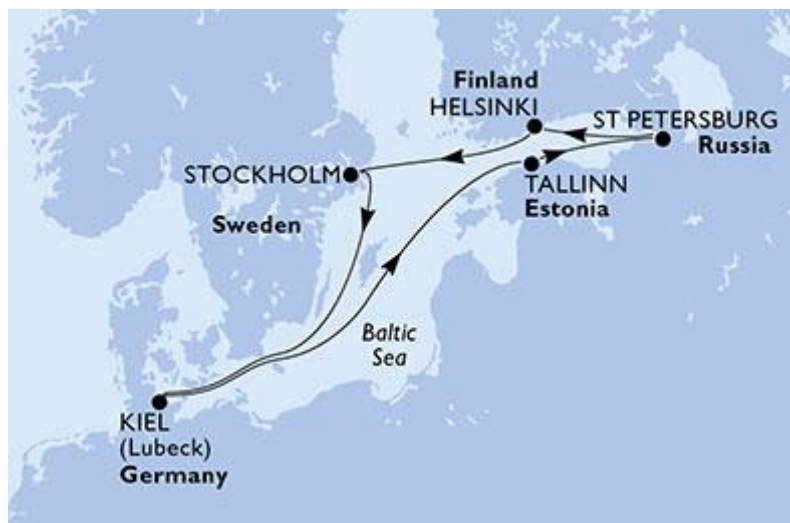 Finland
HELSINKI
ST PETERSBURG
Russia
STOCKHOLM
TALLINN
Estonia
Sweden
Baltic
Sea
KIEL
(Lubeck)
Germany